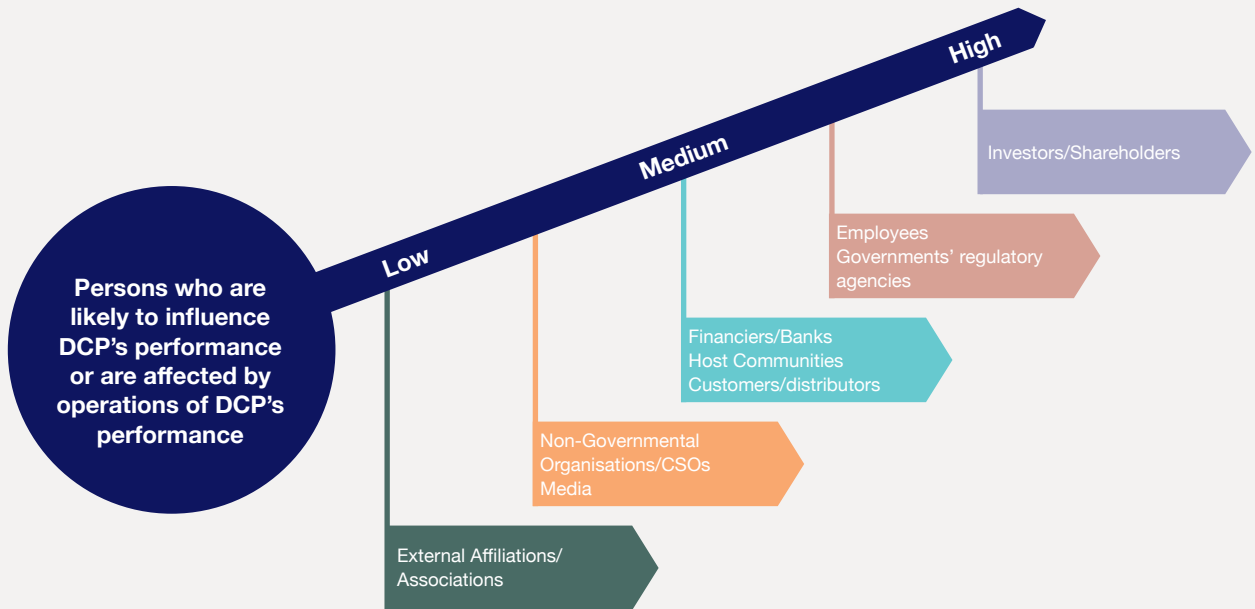 High
Investors/Shareholders
Medium
Employees
Governments’ regulatory
agencies
Low
Persons who are
likely to influence
DCP’s performance
or are affected by
operations of DCP’s
performance
Financiers/Banks
Host Communities
Customers/distributors
Non-Governmental
Organisations/CSOs
Media
External Affiliations/
Associations